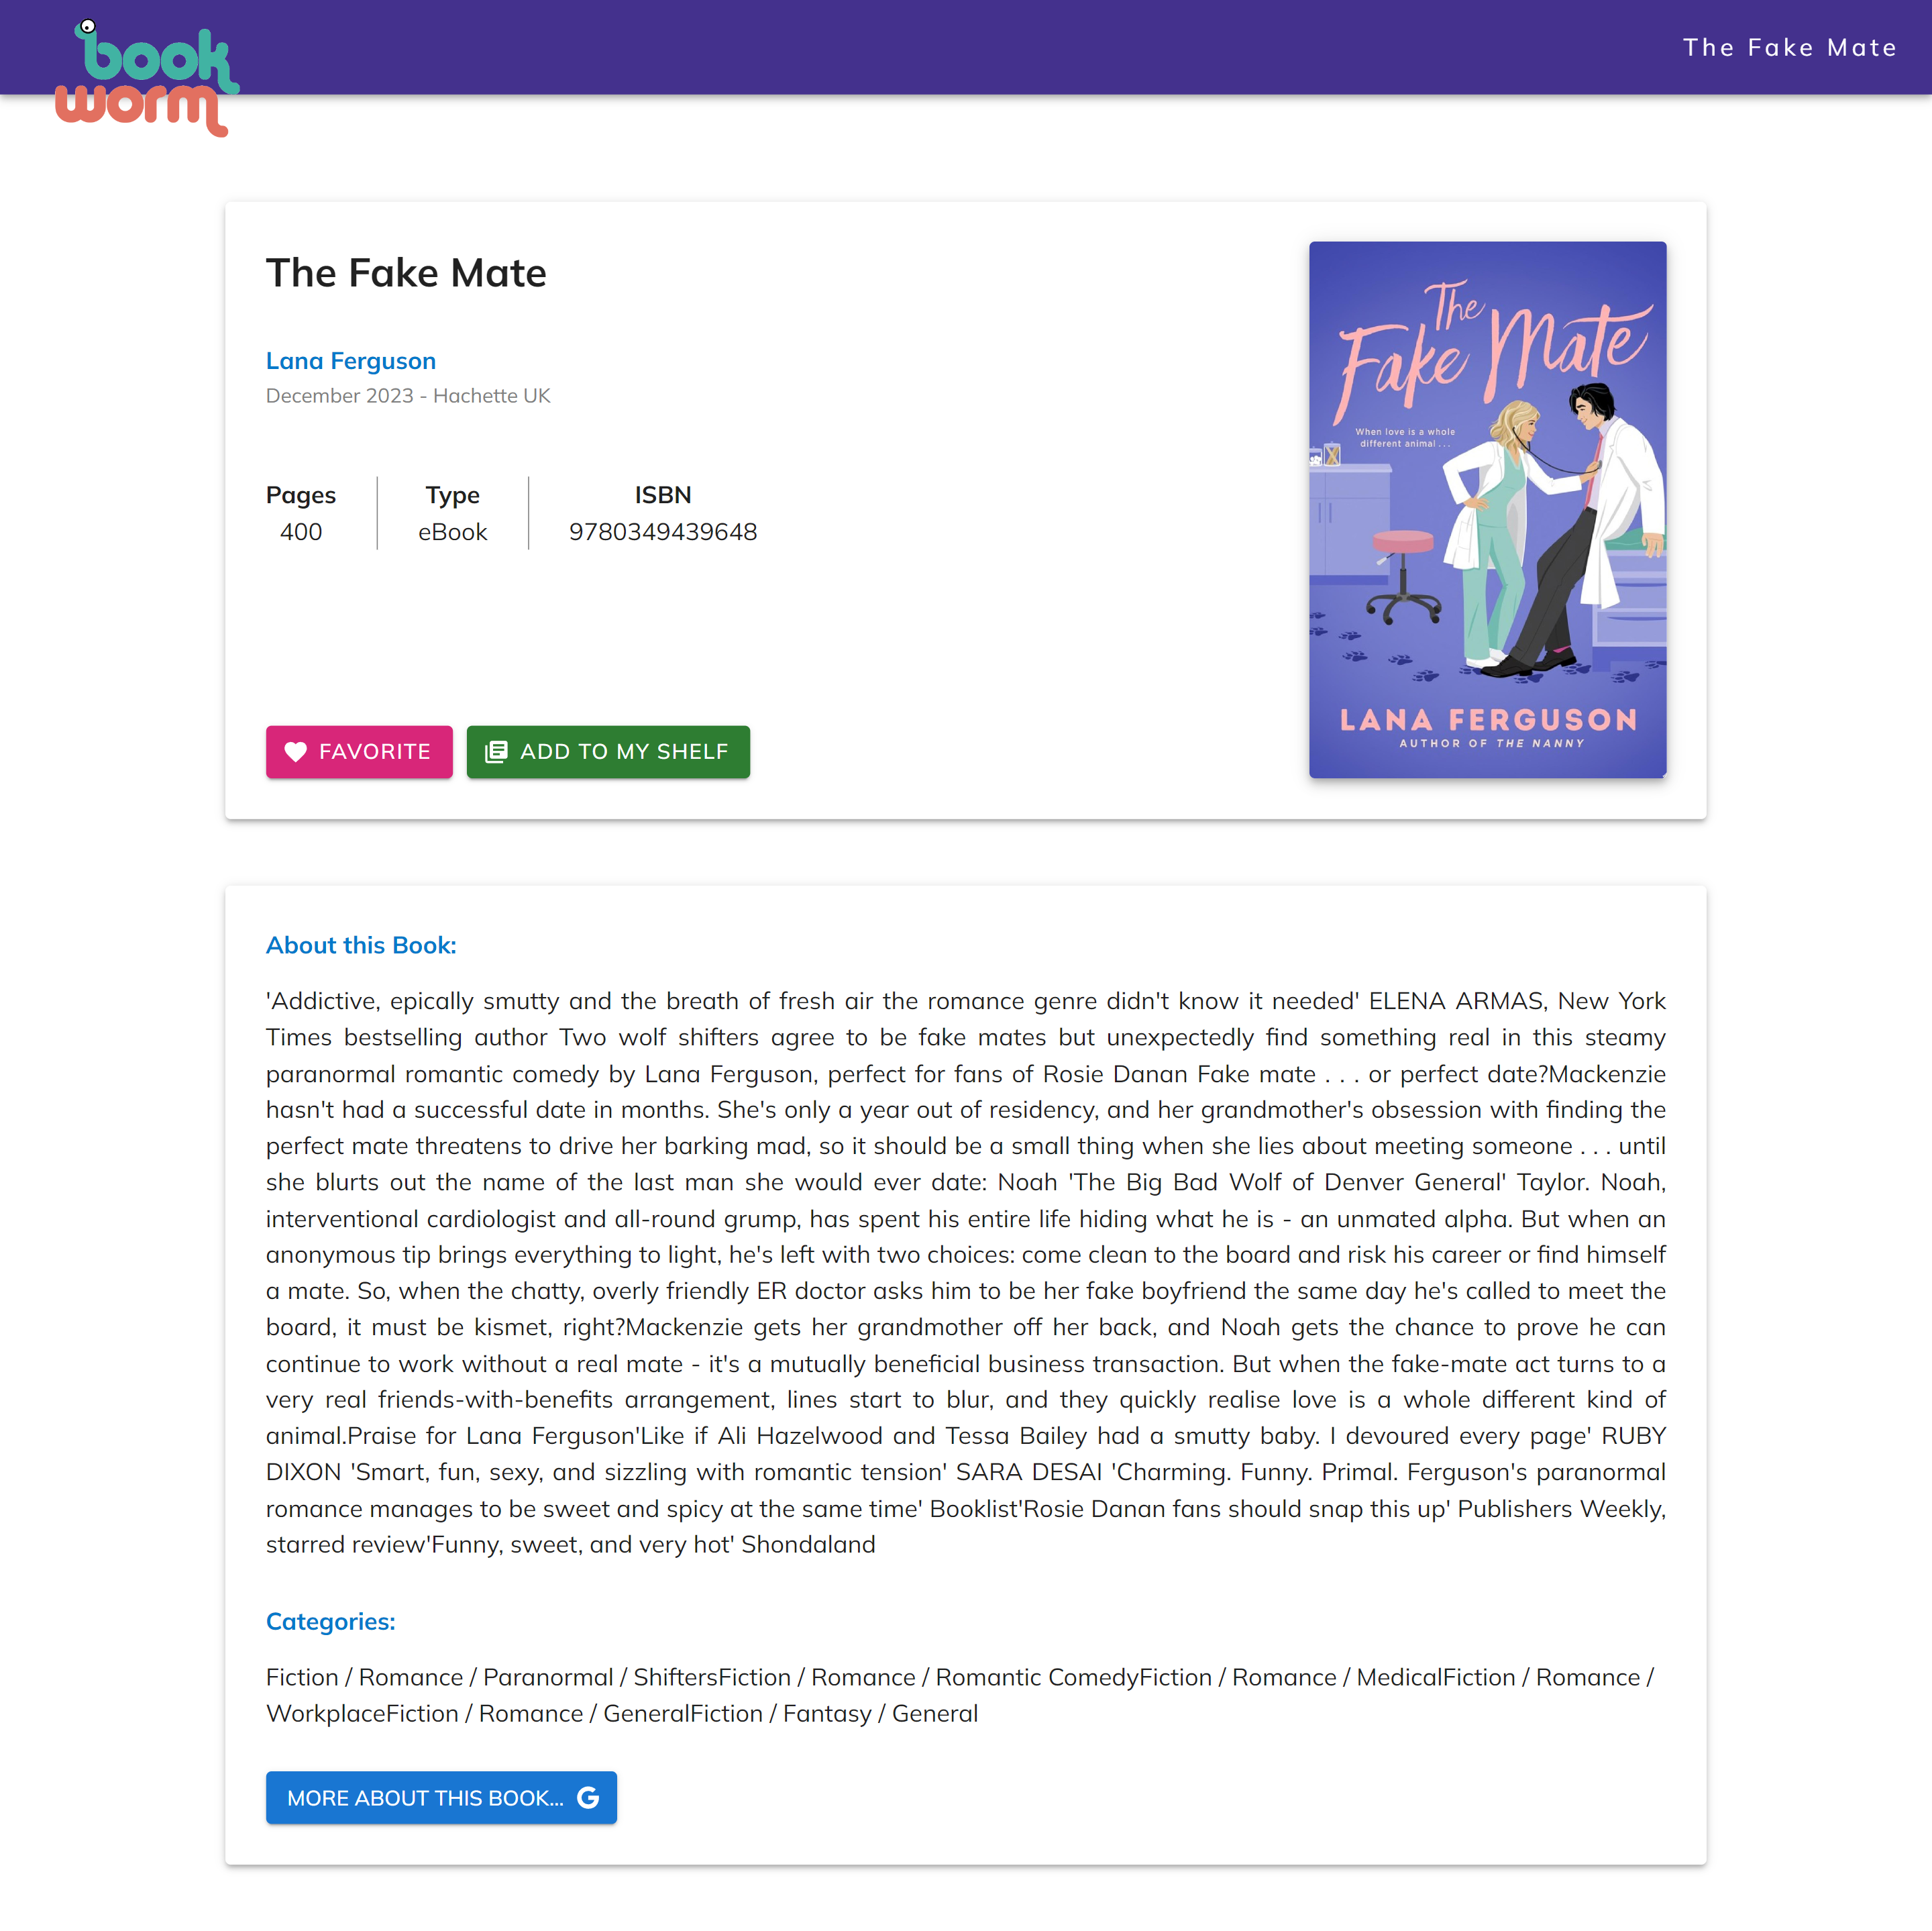 book
worm
The Fake Mate
The Fake Mate
Lana Ferguson
December 2023 - Hachette UK
Pages
400
Type
eBook
ISBN
9780349439648
FAVORITE
ADD TO MY SHELF
The
Fake Mate
When love is a whole
different animal . . .
LANA FERGUSON
AUTHOR OF THE NANNY
About this Book:
'Addictive, epically smutty and the breath of fresh air the romance genre didn't know it needed' ELENA ARMAS, New York
Times bestselling author Two wolf shifters agree to be fake mates but unexpectedly find something real in this steamy
paranormal romantic comedy by Lana Ferguson, perfect for fans of Rosie Danan Fake mate . . . or perfect date?Mackenzie
hasn't had a successful date in months. She's only a year out of residency, and her grandmother's obsession with finding the
perfect mate threatens to drive her barking mad, so it should be a small thing when she lies about meeting someone . . . until
she blurts out the name of the last man she would ever date: Noah 'The Big Bad Wolf of Denver General' Taylor. Noah,
interventional cardiologist and all-round grump, has spent his entire life hiding what he is - an unmated alpha. But when an
anonymous tip brings everything to light, he's left with two choices: come clean to the board and risk his career or find himself
a mate. So, when the chatty, overly friendly ER doctor asks him to be her fake boyfriend the same day he's called to meet the
board, it must be kismet, right?Mackenzie gets her grandmother off her back, and Noah gets the chance to prove he can
continue to work without a real mate - it's a mutually beneficial business transaction. But when the fake-mate act turns to a
very real friends-with-benefits arrangement, lines start to blur, and they quickly realise love is a whole different kind of
animal.Praise for Lana Ferguson'Like if Ali Hazelwood and Tessa Bailey had a smutty baby. I devoured every page' RUBY
DIXON 'Smart, fun, sexy, and sizzling with romantic tension' SARA DESAI 'Charming. Funny. Primal. Ferguson's paranormal
romance manages to be sweet and spicy at the same time' Booklist'Rosie Danan fans should snap this up' Publishers Weekly,
starred review'Funny, sweet, and very hot' Shondaland
Categories:
Fiction / Romance / Paranormal / ShiftersFiction / Romance / Romantic ComedyFiction / Romance / MedicalFiction / Romance /
WorkplaceFiction / Romance / GeneralFiction / Fantasy / General
MORE ABOUT THIS BOOK... G